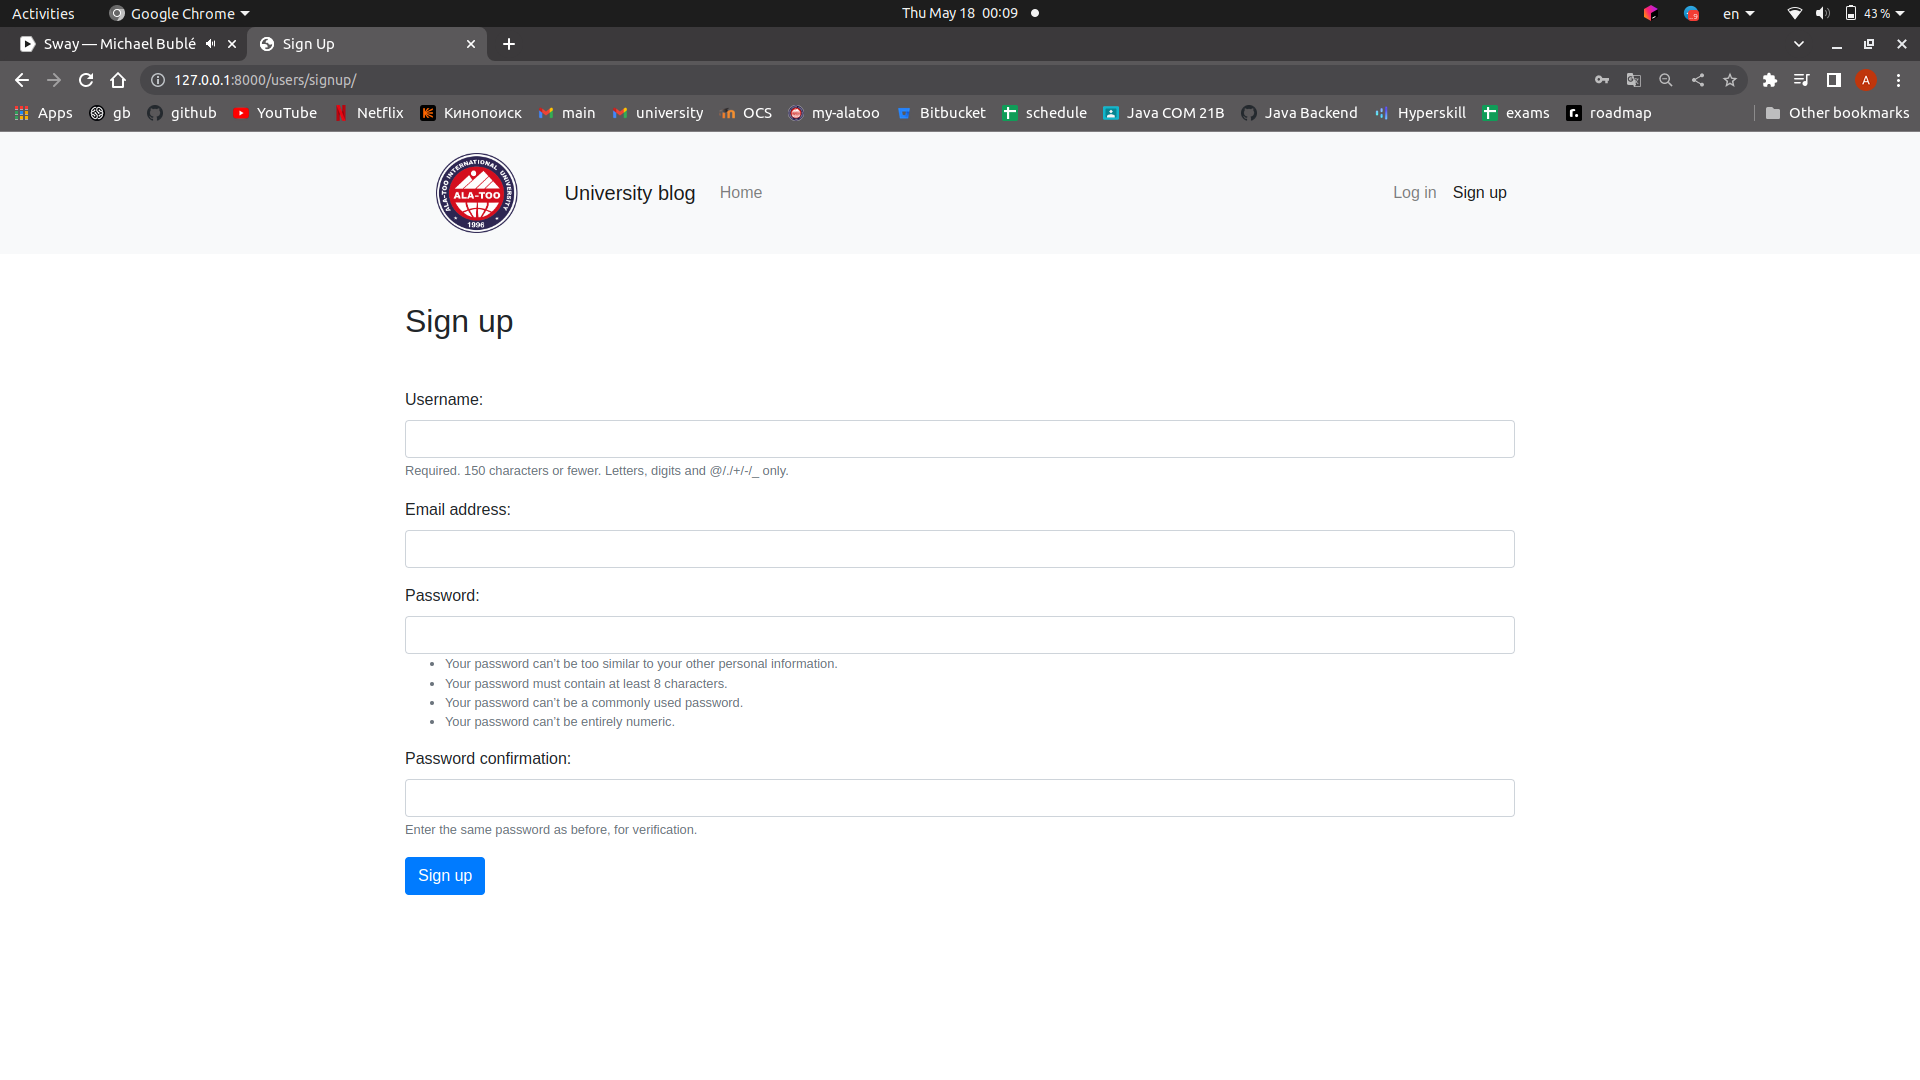 Activities Google Chrome Thu May 18 00:09 en 43 %
Sway — Michael Bublé Sign Up
127.0.0.1:8000/users/signup/ A
Apps gb github YouTube Netflix Кинопоиск main university OCS my-alatoo Bitbucket schedule Java COM 21B Java Backend Hyperskill exams roadmap Other bookmarks
ALA-TOO INTERNATIONAL UNIVERSITY
ALA-TOO
1996
University blog Home Log in Sign up
Sign up
Username:
Required. 150 characters or fewer. Letters, digits and @/./+/-/_ only.
Email address:
Password:
Your password can’t be too similar to your other personal information.
Your password must contain at least 8 characters.
Your password can’t be a commonly used password.
Your password can’t be entirely numeric.
Password confirmation:
Enter the same password as before, for verification.
Sign up